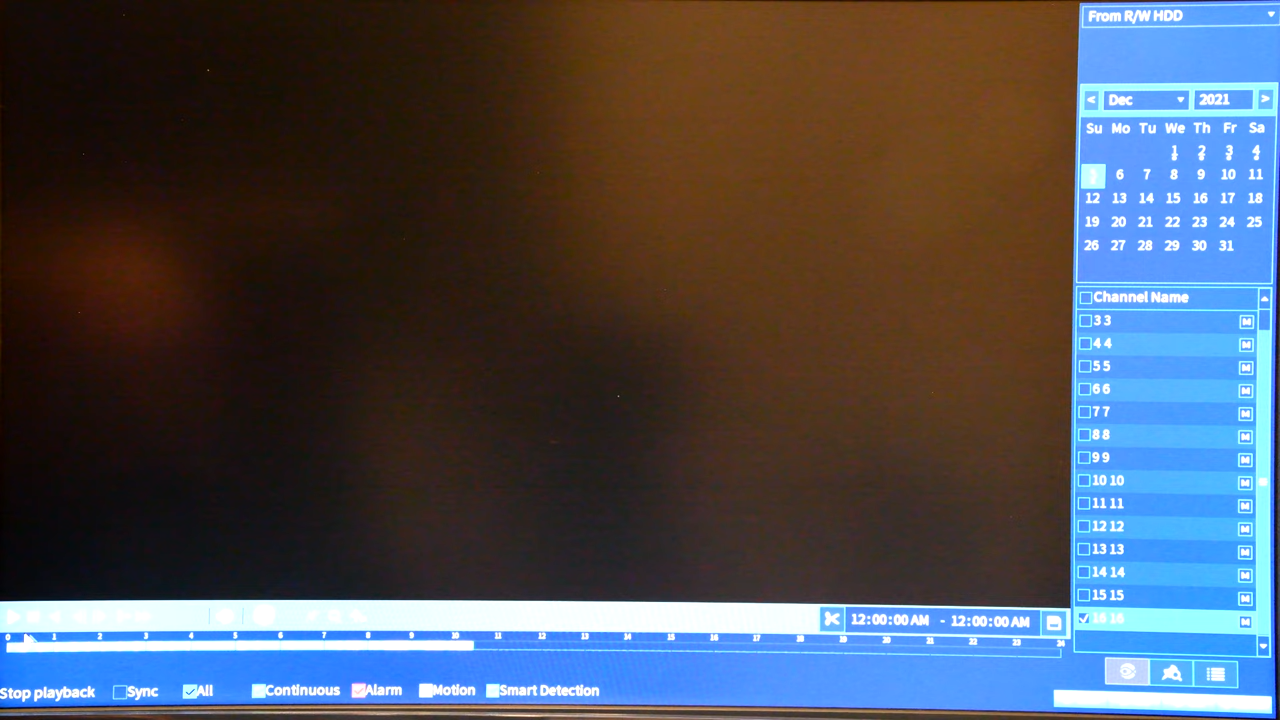 From R/W HDD
< Dec 2021 >
Su Mo Tu We Th Fr Sa
1 2 3 4
5 6 7 8 9 10 11
12 13 14 15 16 17 18
19 20 21 22 23 24 25
26 27 28 29 30 31
Channel Name
3 3 M
4 4 M
5 5 M
6 6 M
7 7 M
8 8 M
9 9 M
10 10 M
11 11 M
12 12 M
13 13 M
14 14 M
15 15 M
16 16 M
12:00:00 AM - 12:00:00 AM
0 1 2 3 4 5 6 7 8 9 10 11 12 13 14 15 16 17 18 19 20 21 22 23 24
Stop playback Sync All Continuous Alarm Motion Smart Detection